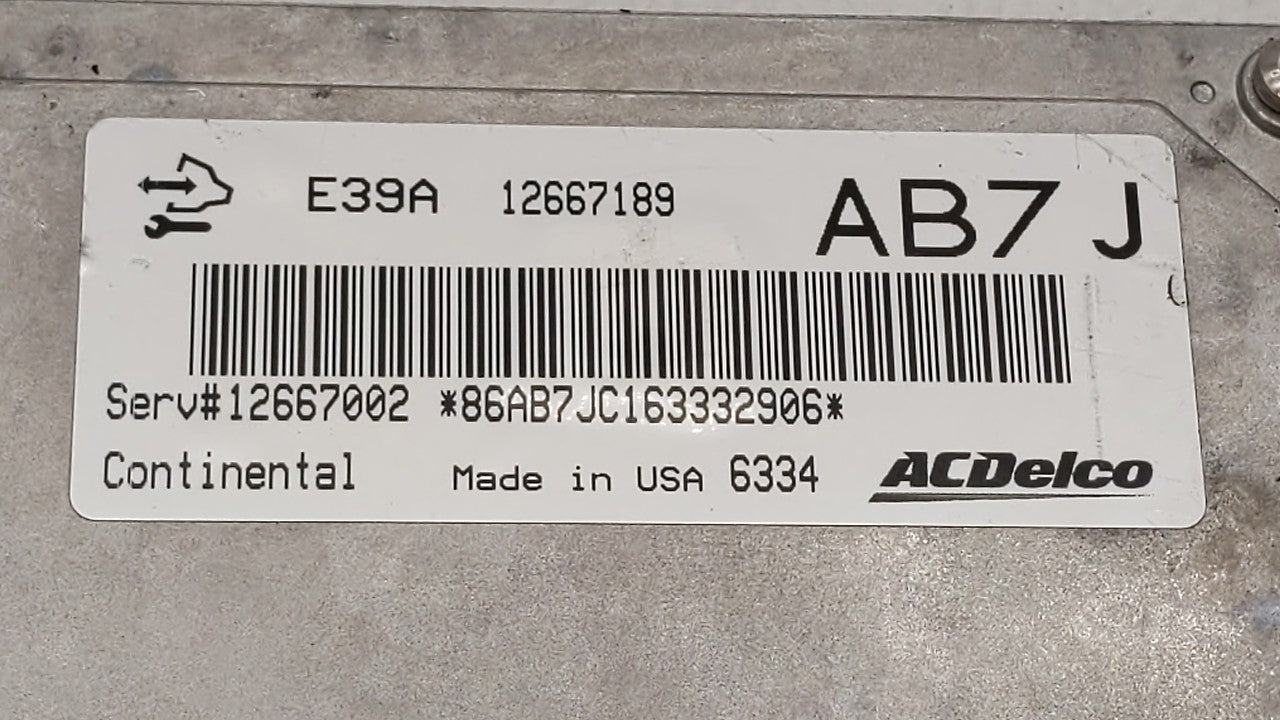 E39A 12667189 AB7 J
Serv#12667002 *86AB7JC163332906*
Continental Made in USA 6334 ACDelco